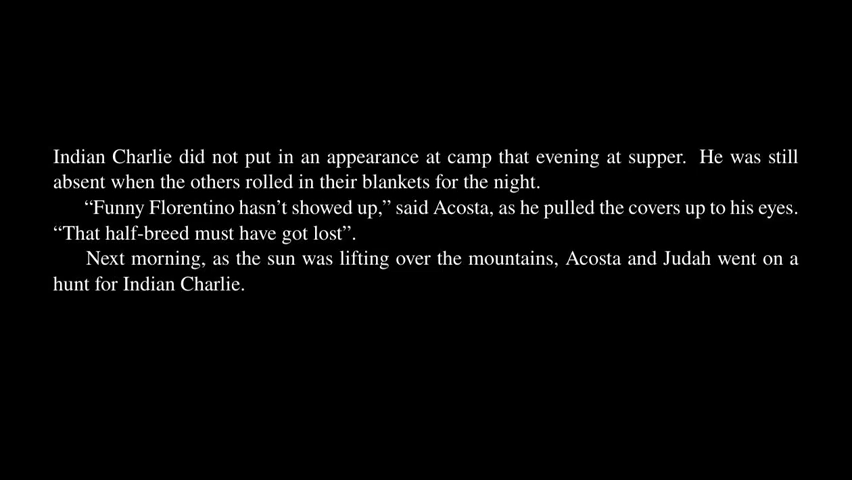 Indian Charlie did not put in an appearance at camp that evening at supper. He was still
absent when the others rolled in their blankets for the night.
“Funny Florentino hasn’t showed up,” said Acosta, as he pulled the covers up to his eyes.
“That half-breed must have got lost”.
Next morning, as the sun was lifting over the mountains, Acosta and Judah went on a
hunt for Indian Charlie.